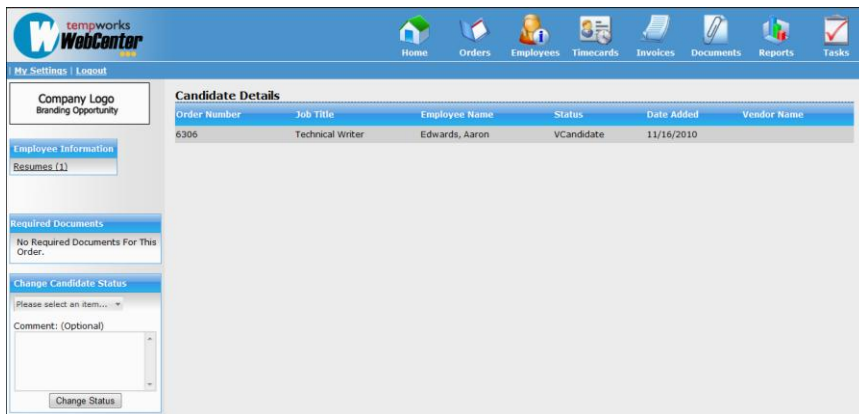 tempworks
WebCenter
Home Orders Employees Timecards Invoices Documents Reports Tasks
| My Settings | Logout
Company Logo
Branding Opportunity
Candidate Details
Order Number Job Title Employee Name Status Date Added Vendor Name
6306 Technical Writer Edwards, Aaron VCandidate 11/16/2010
Employee Information
Resumes (1)
Required Documents
No Required Documents For This
Order.
Change Candidate Status
Please select an item...
Comment: (Optional)
Change Status